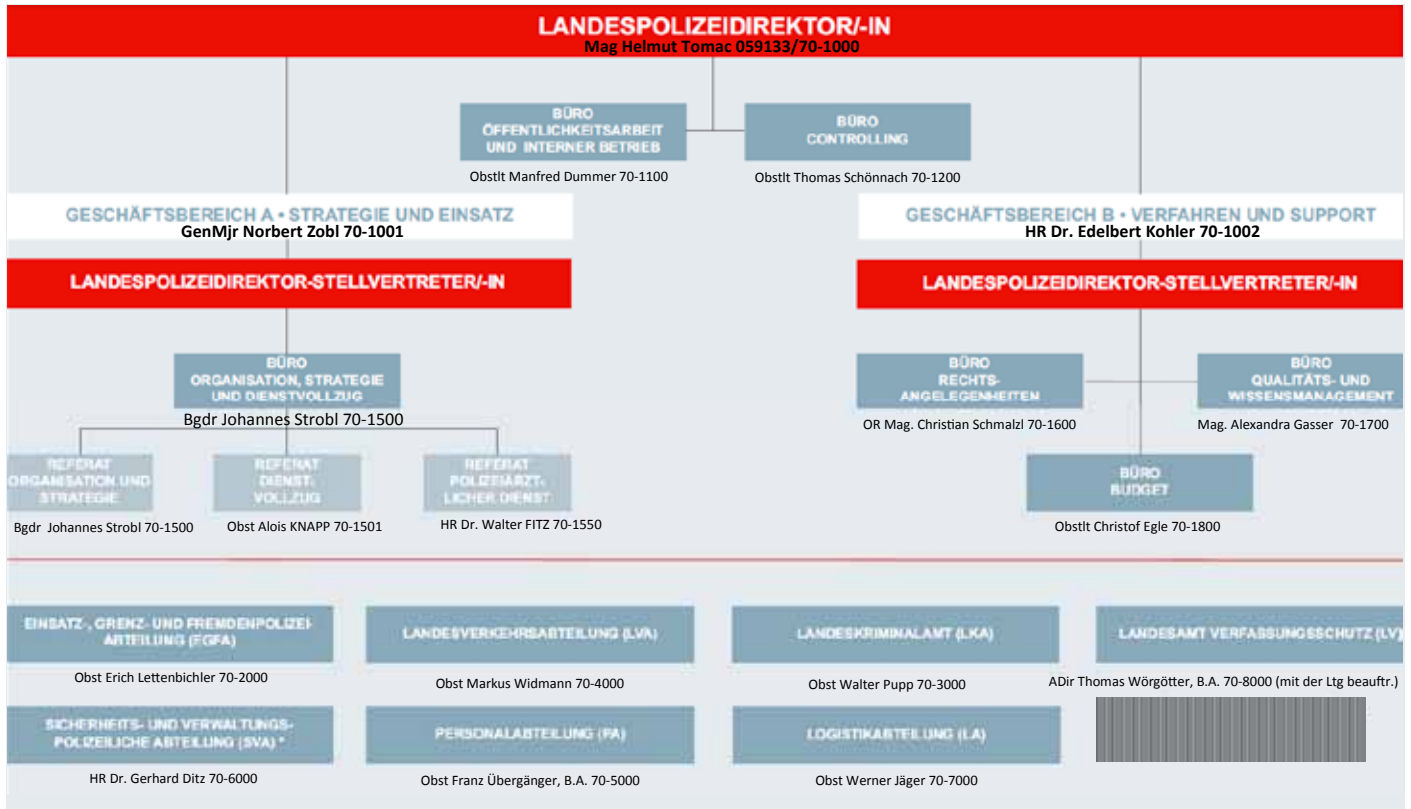 LANDESPOLIZEIDIREKTOR/-IN
Mag Helmut Tomac 059133/70-1000
BÜRO
ÖFFENTLICHKEITSARBEIT
UND INTERNER BETRIEB
Obstlt Manfred Dummer 70-1100
BÜRO
CONTROLLING
Obstlt Thomas Schönnach 70-1200
GESCHÄFTSBEREICH A • STRATEGIE UND EINSATZ
GenMjr Norbert Zobl 70-1001
LANDESPOLIZEIDIREKTOR-STELLVERTRETER/-IN
GESCHÄFTSBEREICH B • VERFAHREN UND SUPPORT
HR Dr. Edelbert Kohler 70-1002
LANDESPOLIZEIDIREKTOR-STELLVERTRETER/-IN
BÜRO
ORGANISATION, STRATEGIE
UND DIENSTVOLLZUG
Bgdr Johannes Strobl 70-1500
BÜRO
RECHTS-
ANGELEGENHEITEN
OR Mag. Christian Schmalzl 70-1600
BÜRO
QUALITÄTS- UND
WISSENSMANAGEMENT
Mag. Alexandra Gasser 70-1700
REFERAT
ORGANISATION UND
STRATEGIE
Bgdr Johannes Strobl 70-1500
REFERAT
DIENST-
VOLLZUG
Obst Alois KNAPP 70-1501
REFERAT
POLIZEIÄRZT-
LICHER DIENST
HR Dr. Walter FITZ 70-1550
BÜRO
BUDGET
Obstlt Christof Egle 70-1800
EINSATZ-, GRENZ- UND FREMDENPOLIZEI-
ABTEILUNG (EGFA)
Obst Erich Lettenbichler 70-2000
LANDESVERKEHRSABTEILUNG (LVA)
Obst Markus Widmann 70-4000
LANDESKRIMINALAMT (LKA)
Obst Walter Pupp 70-3000
LANDESAMT VERFASSUNGSSCHUTZ (LV)
ADir Thomas Wörgötter, B.A. 70-8000 (mit der Ltg beauftr.)
SICHERHEITS- UND VERWALTUNGS-
POLIZEILICHE ABTEILUNG (SVA) *
HR Dr. Gerhard Ditz 70-6000
PERSONALABTEILUNG (PA)
Obst Franz Übergänger, B.A. 70-5000
LOGISTIKABTEILUNG (LA)
Obst Werner Jäger 70-7000